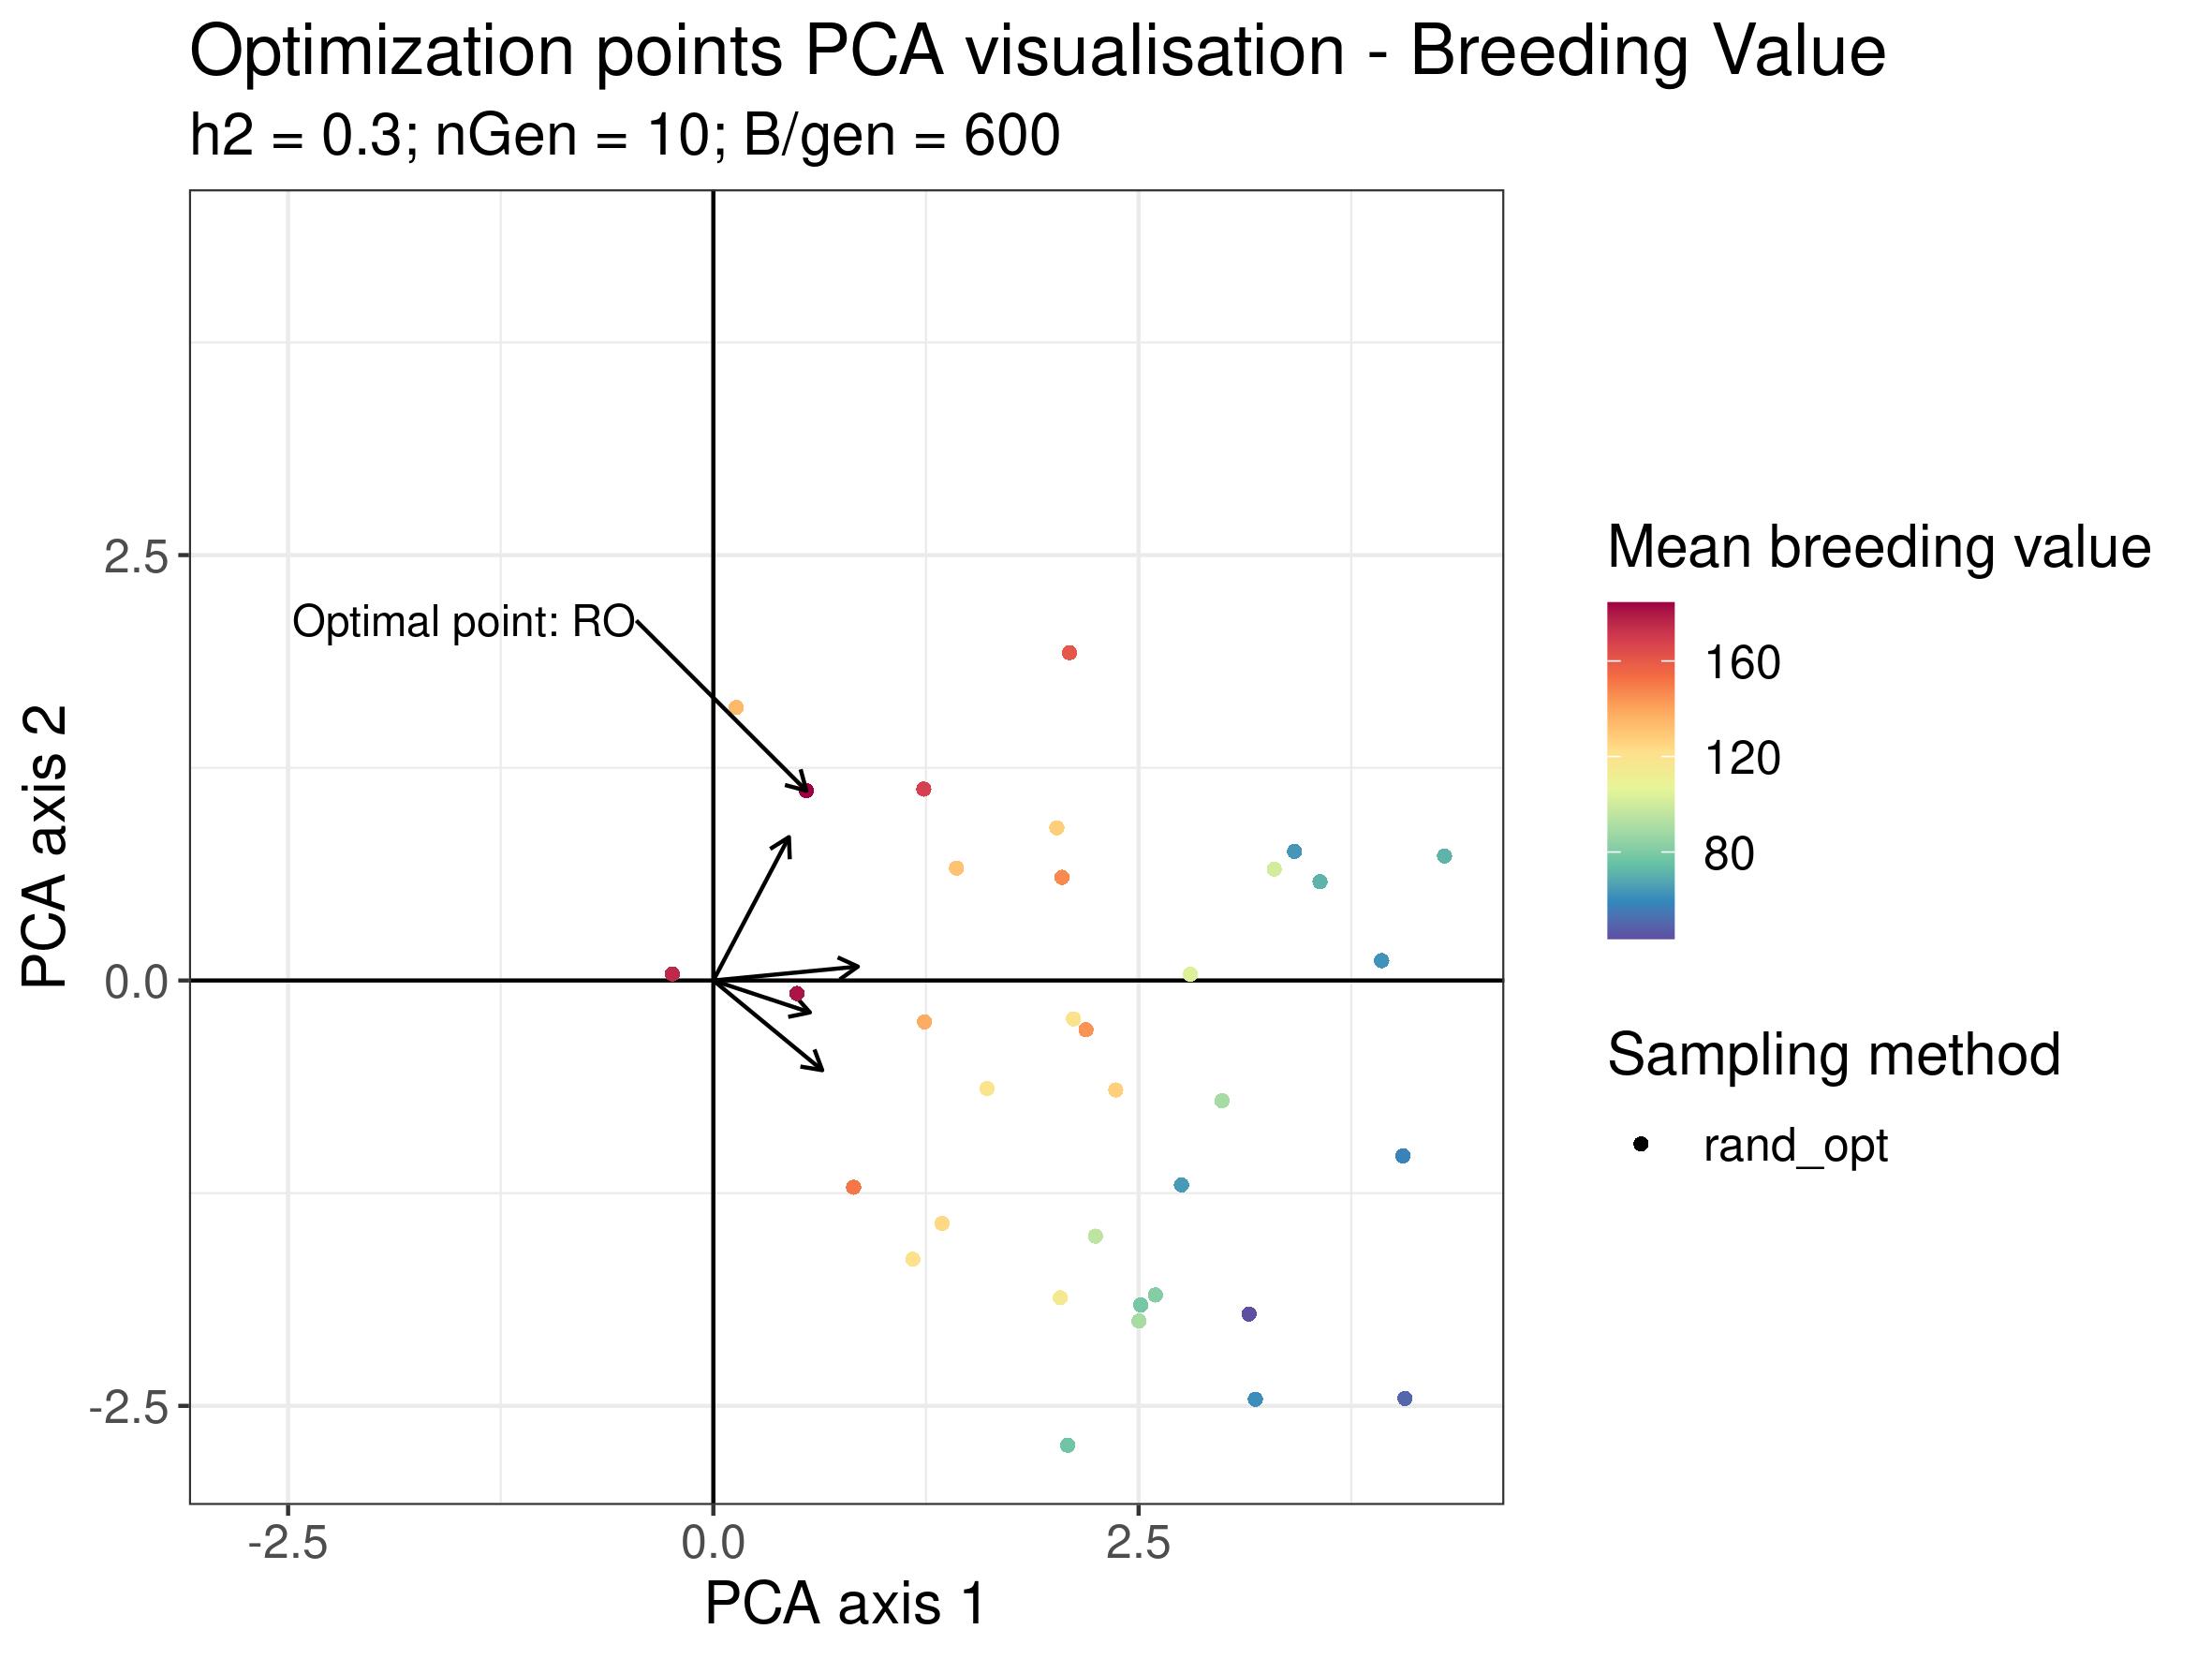 Optimization points PCA visualisation - Breeding Value
h2 = 0.3; nGen = 10; B/gen = 600
PCA axis 2
2.5
0.0
-2.5
Optimal point: RO
-2.5
0.0
2.5
PCA axis 1
Mean breeding value
160
120
80
Sampling method
rand_opt